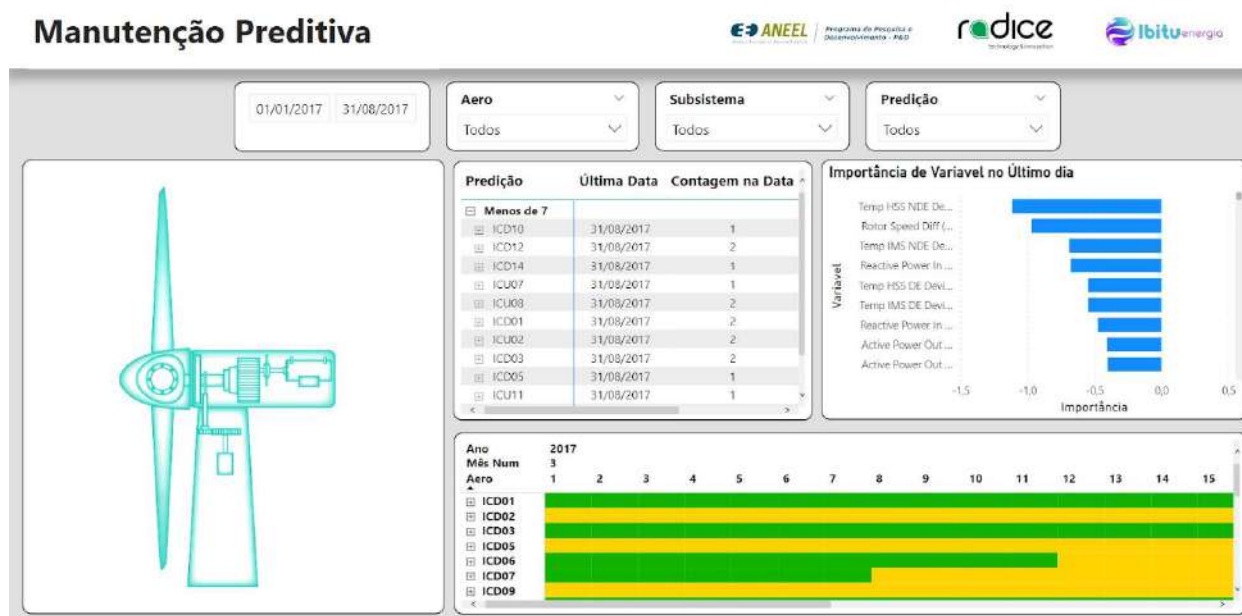 Manutenção Preditiva
ANEEL Programa de Pesquisa e Desenvolvimento - P&D
radice
technology & innovation
Ibitu energia
01/01/2017 31/08/2017
Aero
Todos
Subsistema
Todos
Predição
Todos
Predição Última Data Contagem na Data
Menos de 7
ICD10 31/08/2017 1
ICD12 31/08/2017 2
ICD14 31/08/2017 1
ICU07 31/08/2017 1
ICU08 31/08/2017 2
ICD01 31/08/2017 2
ICU02 31/08/2017 2
ICD03 31/08/2017 2
ICD05 31/08/2017 1
ICU11 31/08/2017 1
Importância de Variavel no Último dia
Variavel
Temp HSS NDE De...
Rotor Speed Diff (...
Temp IMS NDE De...
Reactive Power In ...
Temp HSS DE Devi...
Temp IMS DE Devi...
Reactive Power In ...
Active Power Out ...
Active Power Out ...
-1,5 -1,0 -0,5 0,0 0,5
Importância
Ano 2017
Mês Num 3
Aero 1 2 3 4 5 6 7 8 9 10 11 12 13 14 15
ICD01
ICD02
ICD03
ICD05
ICD06
ICD07
ICD09